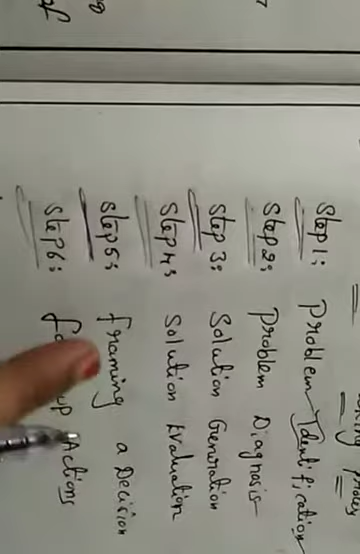 Step 1: Problem Identification
Step 2: Problem Diagnosis
Step 3: Solution Generation
Step 4: Solution Evaluation
Step 5: framing a Decision
Step 6: up Actions